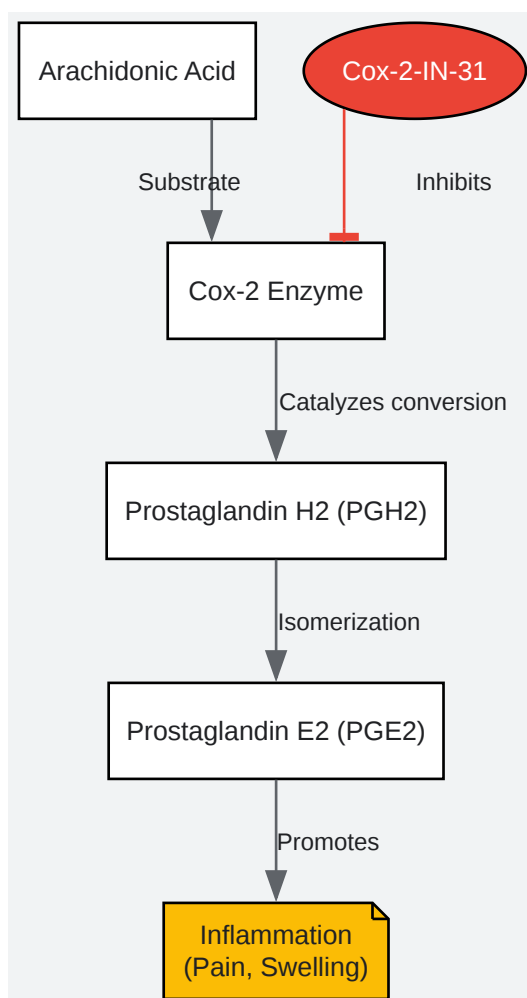 Arachidonic Acid
Cox-2-IN-31
Substrate
Inhibits
Cox-2 Enzyme
Catalyzes conversion
Prostaglandin H2 (PGH2)
Isomerization
Prostaglandin E2 (PGE2)
Promotes
Inflammation
(Pain, Swelling)